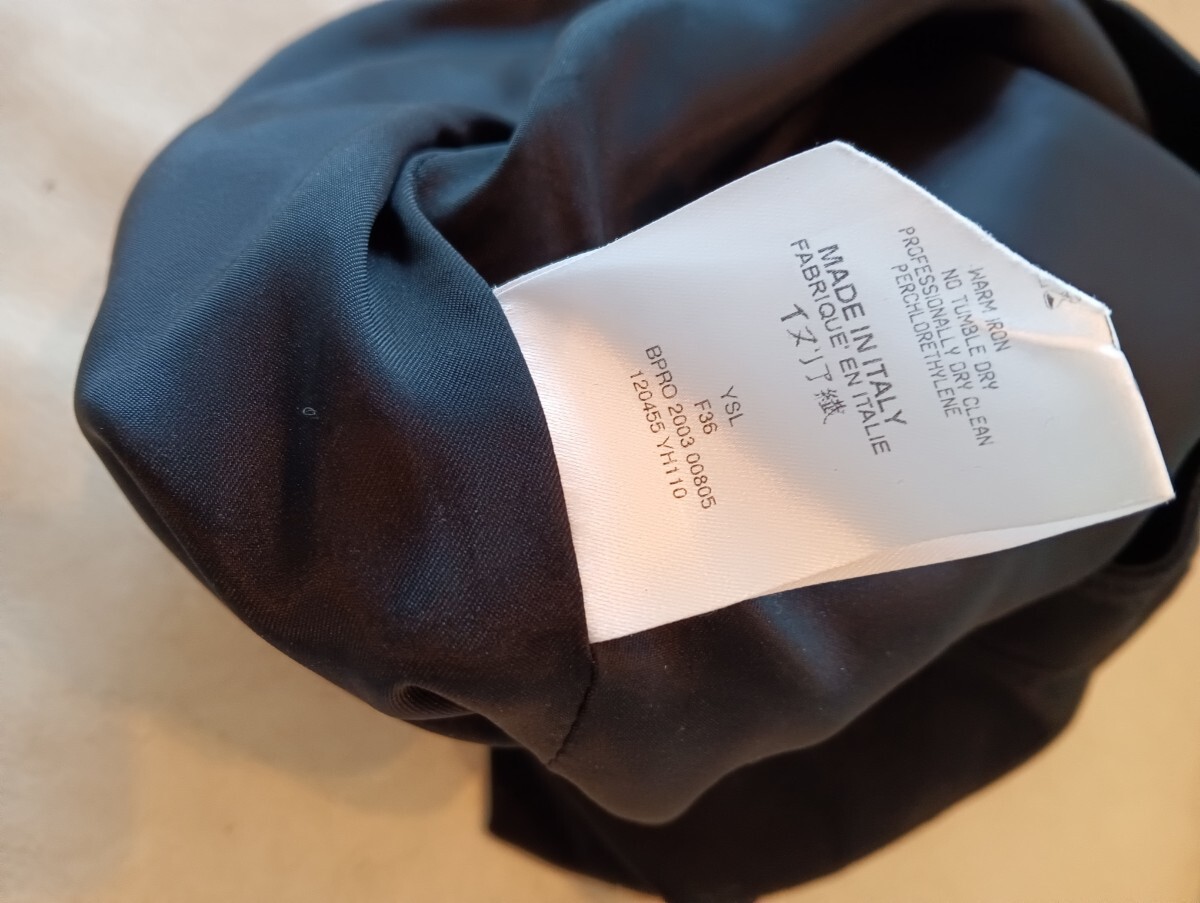 WARM IRON
NO TUMBLE DRY
PROFESSIONALLY DRY CLEAN
PERCHLORETHYLENE
MADE IN ITALY
FABRIQUE' EN ITALIE
イタリア織
YSL
F36
BPRO 2003 00805
120455 YH110